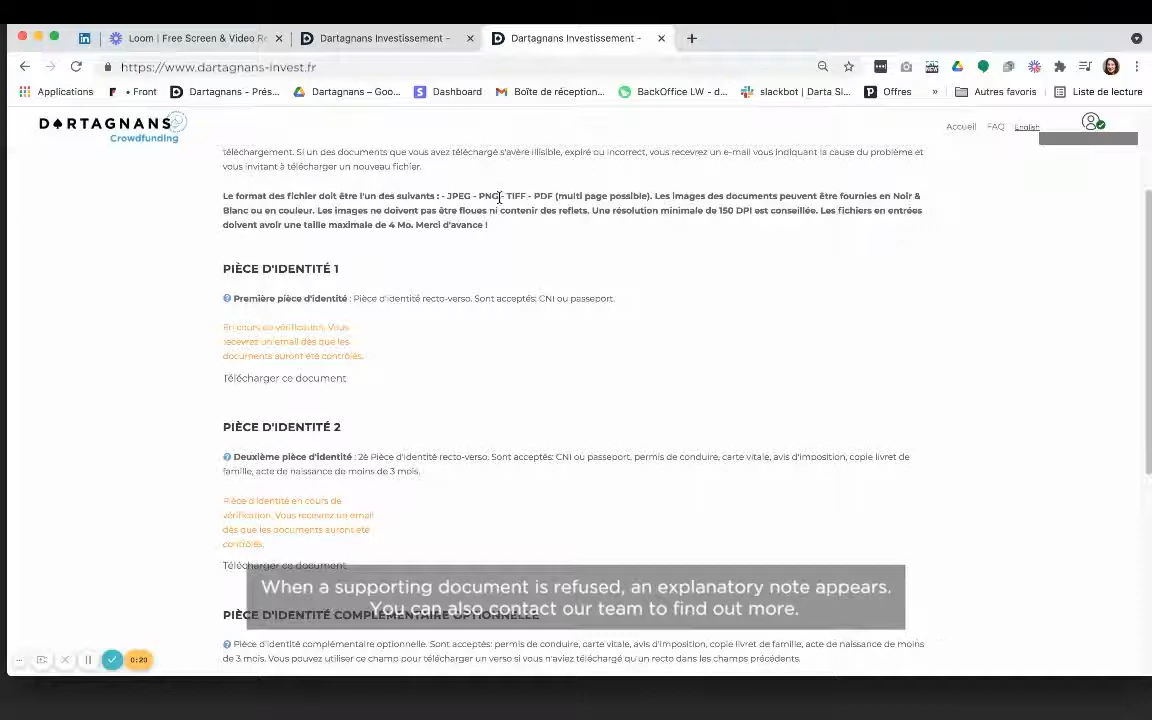 Loom | Free Screen & Video Re
Dartagnans Investissement -
Dartagnans Investissement -
https://www.dartagnans-invest.fr
Applications
• Front
Dartagnans - Prés...
Dartagnans – Goo...
Dashboard
Boîte de réception...
BackOffice LW - d...
slackbot | Darta Si...
Offres
»
Autres favoris
Liste de lecture
DARTAGNANS
Crowdfunding
Accueil
FAQ
English
téléchargement. Si un des documents que vous avez téléchargé s'avère illisible, expiré ou incorrect, vous recevrez un e-mail vous indiquant la cause du problème et
vous invitant à télécharger un nouveau fichier.
Le format des fichier doit être l'un des suivants : - JPEG - PNG - TIFF - PDF (multi page possible). Les images des documents peuvent être fournies en Noir &
Blanc ou en couleur. Les images ne doivent pas être floues ni contenir des reflets. Une résolution minimale de 150 DPI est conseillée. Les fichiers en entrées
doivent avoir une taille maximale de 4 Mo. Merci d'avance !
PIÈCE D'IDENTITÉ 1
Première pièce d'identité : Pièce d'identité recto-verso. Sont acceptés: CNI ou passeport.
En cours de vérification. Vous
recevrez un email dès que les
documents auront été contrôlés.
Télécharger ce document
PIÈCE D'IDENTITÉ 2
Deuxième pièce d'identité : 2è Pièce d'identité recto-verso. Sont acceptés: CNI ou passeport, permis de conduire, carte vitale, avis d'imposition, copie livret de
famille, acte de naissance de moins de 3 mois.
Pièce d'identité en cours de
vérification. Vous recevrez un email
dès que les documents auront été
contrôlés.
Télécharger ce document
When a supporting document is refused, an explanatory note appears.
You can also contact our team to find out more.
PIÈCE D'IDENTITÉ COMPLÉMENTAIRE OPTIONNELLE
Pièce d'identité complémentaire optionnelle. Sont acceptés: permis de conduire, carte vitale, avis d'imposition, copie livret de famille, acte de naissance de moins
de 3 mois. Vous pouvez utiliser ce champ pour télécharger un verso si vous n'aviez téléchargé qu'un recto dans les champs précédents.
0:20